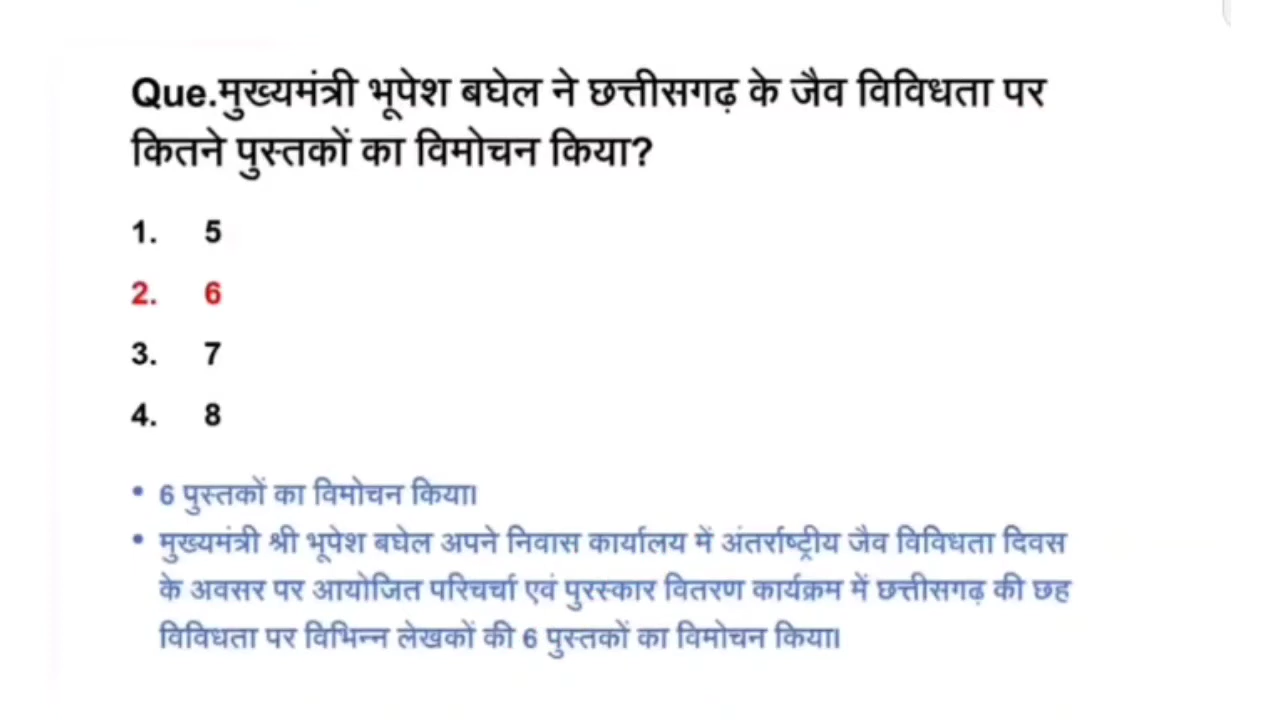 Que.मुख्यमंत्री भूपेश बघेल ने छत्तीसगढ़ के जैव विविधता पर
कितने पुस्तकों का विमोचन किया?
1. 5
2. 6
3. 7
4. 8
• 6 पुस्तकों का विमोचन किया।
• मुख्यमंत्री श्री भूपेश बघेल अपने निवास कार्यालय में अंतर्राष्ट्रीय जैव विविधता दिवस
के अवसर पर आयोजित परिचर्चा एवं पुरस्कार वितरण कार्यक्रम में छत्तीसगढ़ की छह
विविधता पर विभिन्न लेखकों की 6 पुस्तकों का विमोचन किया।